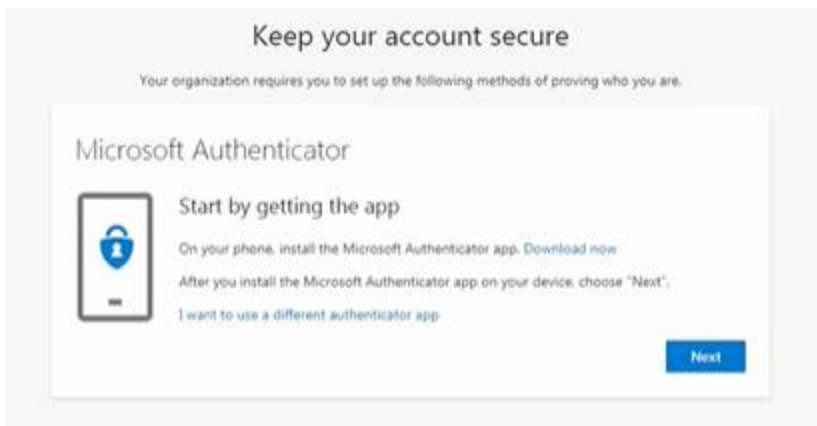 Keep your account secure
Your organization requires you to set up the following methods of proving who you are.
Microsoft Authenticator
Start by getting the app
On your phone, install the Microsoft Authenticator app. Download now
After you install the Microsoft Authenticator app on your device, choose "Next".
I want to use a different authenticator app
Next